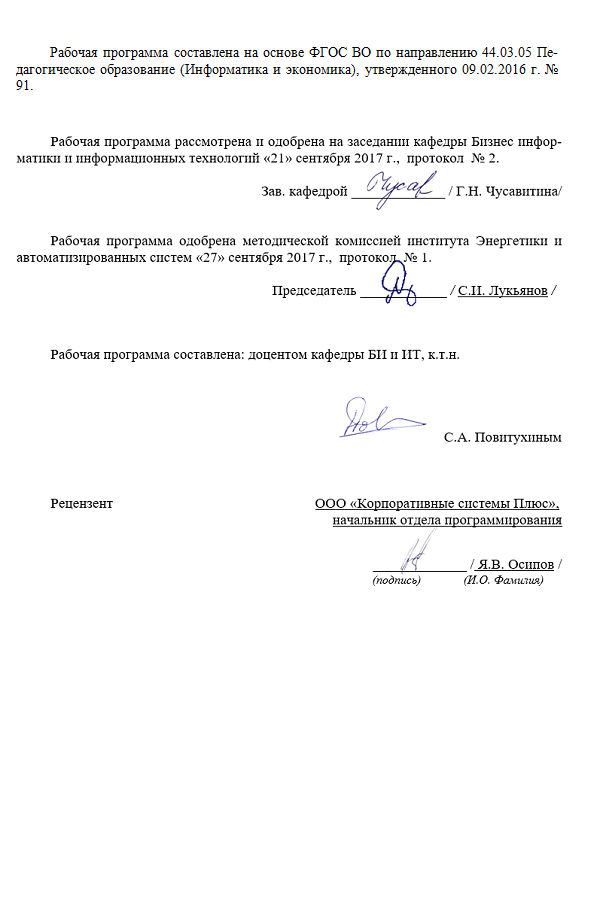 Рабочая программа составлена на основе ФГОС ВО по направлению 44.03.05 Пе-
дагогическое образование (Информатика и экономика), утвержденного 09.02.2016 г. №
91.
Рабочая программа рассмотрена и одобрена на заседании кафедры Бизнес инфор-
матики и информационных технологий «21» сентября 2017 г., протокол № 2.
Зав. кафедрой _____________ / Г.Н. Чусавитина/
Рабочая программа одобрена методической комиссией института Энергетики и
автоматизированных систем «27» сентября 2017 г., протокол № 1.
Председатель ____________ / С.И. Лукьянов /
Рабочая программа составлена: доцентом кафедры БИ и ИТ, к.т.н.
С.А. Повитухиным
Рецензент ООО «Корпоративные системы Плюс»,
начальник отдела программирования
_____________ / Я.В. Осипов /
(подпись) (И.О. Фамилия)